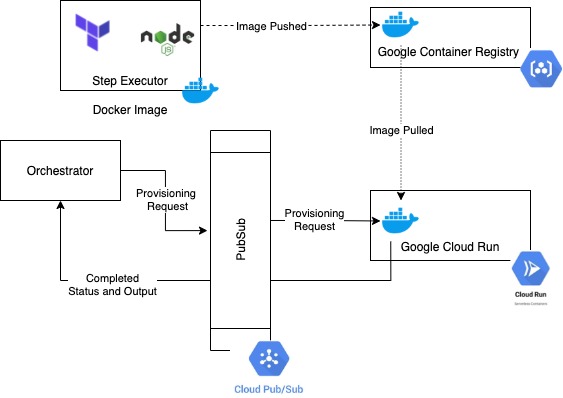 node
JS
Step Executor
Docker Image
Image Pushed
Google Container Registry
Image Pulled
Orchestrator
Provisioning
Request
PubSub
Provisioning
Request
Google Cloud Run
Completed
Status and Output
Cloud Run
Serverless Containers
Cloud Pub/Sub